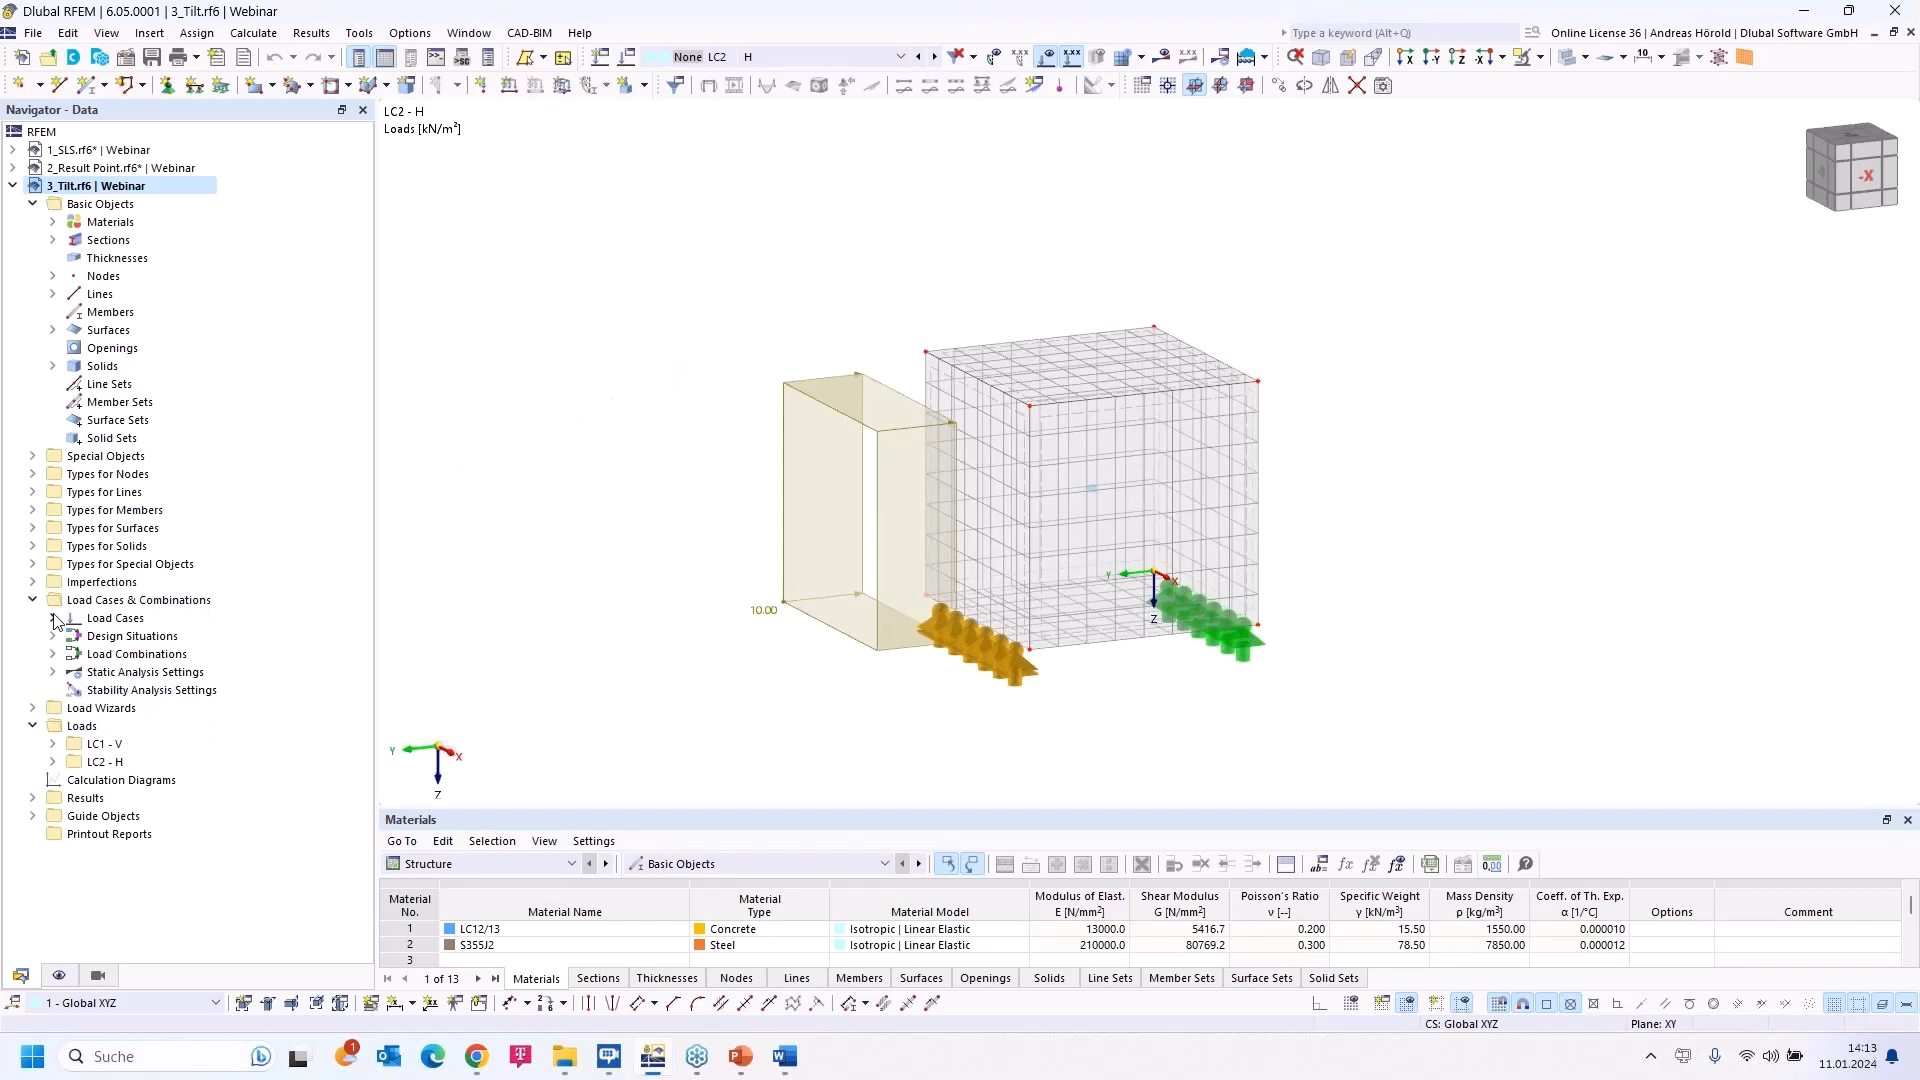 Dlubal RFEM | 6.05.0001 | 3_Tilt.rf6 | Webinar
File Edit View Insert Assign Calculate Results Tools Options Window CAD-BIM Help
Type a keyword (Alt+Q)
Online License 36 | Andreas Hörold | Dlubal Software GmbH
None LC2 H
Navigator - Data
RFEM
1_SLS.rf6* | Webinar
2_Result Point.rf6* | Webinar
3_Tilt.rf6 | Webinar
Basic Objects
Materials
Sections
Thicknesses
Nodes
Lines
Members
Surfaces
Openings
Solids
Line Sets
Member Sets
Surface Sets
Solid Sets
Special Objects
Types for Nodes
Types for Lines
Types for Members
Types for Surfaces
Types for Solids
Types for Special Objects
Imperfections
Load Cases & Combinations
Load Cases
Design Situations
Load Combinations
Static Analysis Settings
Stability Analysis Settings
Load Wizards
Loads
LC1 - V
LC2 - H
Calculation Diagrams
Results
Guide Objects
Printout Reports
LC2 - H
Loads [kN/m²]
-X
10.00
Y
X
Z
Y
X
Z
Materials
Go To Edit Selection View Settings
Structure
Basic Objects
Material No. Material Name Material Type Material Model Modulus of Elast. E [N/mm²] Shear Modulus G [N/mm²] Poisson's Ratio ν [--] Specific Weight γ [kN/m³] Mass Density ρ [kg/m³] Coeff. of Th. Exp. α [1/°C] Options Comment
1 LC12/13 Concrete Isotropic | Linear Elastic 13000.0 5416.7 0.200 15.50 1550.00 0.000010
2 S355J2 Steel Isotropic | Linear Elastic 210000.0 80769.2 0.300 78.50 7850.00 0.000012
3
1 of 13 Materials Sections Thicknesses Nodes Lines Members Surfaces Openings Solids Line Sets Member Sets Surface Sets Solid Sets
1 - Global XYZ
CS: Global XYZ
Plane: XY
Suche
1
14:13
11.01.2024